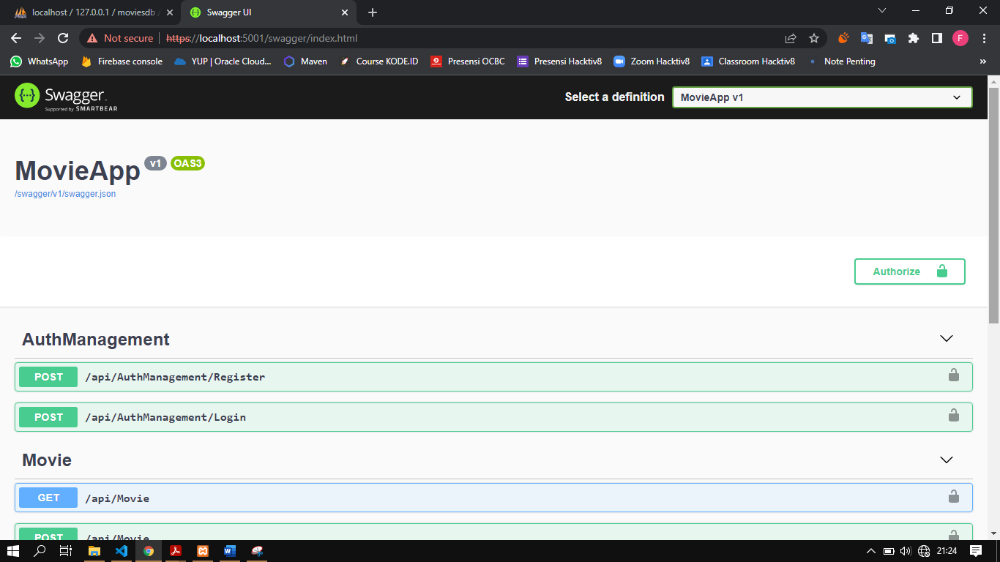 localhost / 127.0.0.1 / moviesdb
Swagger UI
Not secure
https://localhost:5001/swagger/index.html
F
WhatsApp
Firebase console
YUP | Oracle Cloud...
Maven
Course KODE.ID
Presensi OCBC
Presensi Hacktiv8
Zoom Hacktiv8
Classroom Hacktiv8
Note Penting
»
Swagger
Supported by SMARTBEAR
Select a definition
MovieApp v1
MovieApp v1 OAS3
/swagger/v1/swagger.json
Authorize
AuthManagement
POST /api/AuthManagement/Register
POST /api/AuthManagement/Login
Movie
GET /api/Movie
POST /api/Movie
21:24